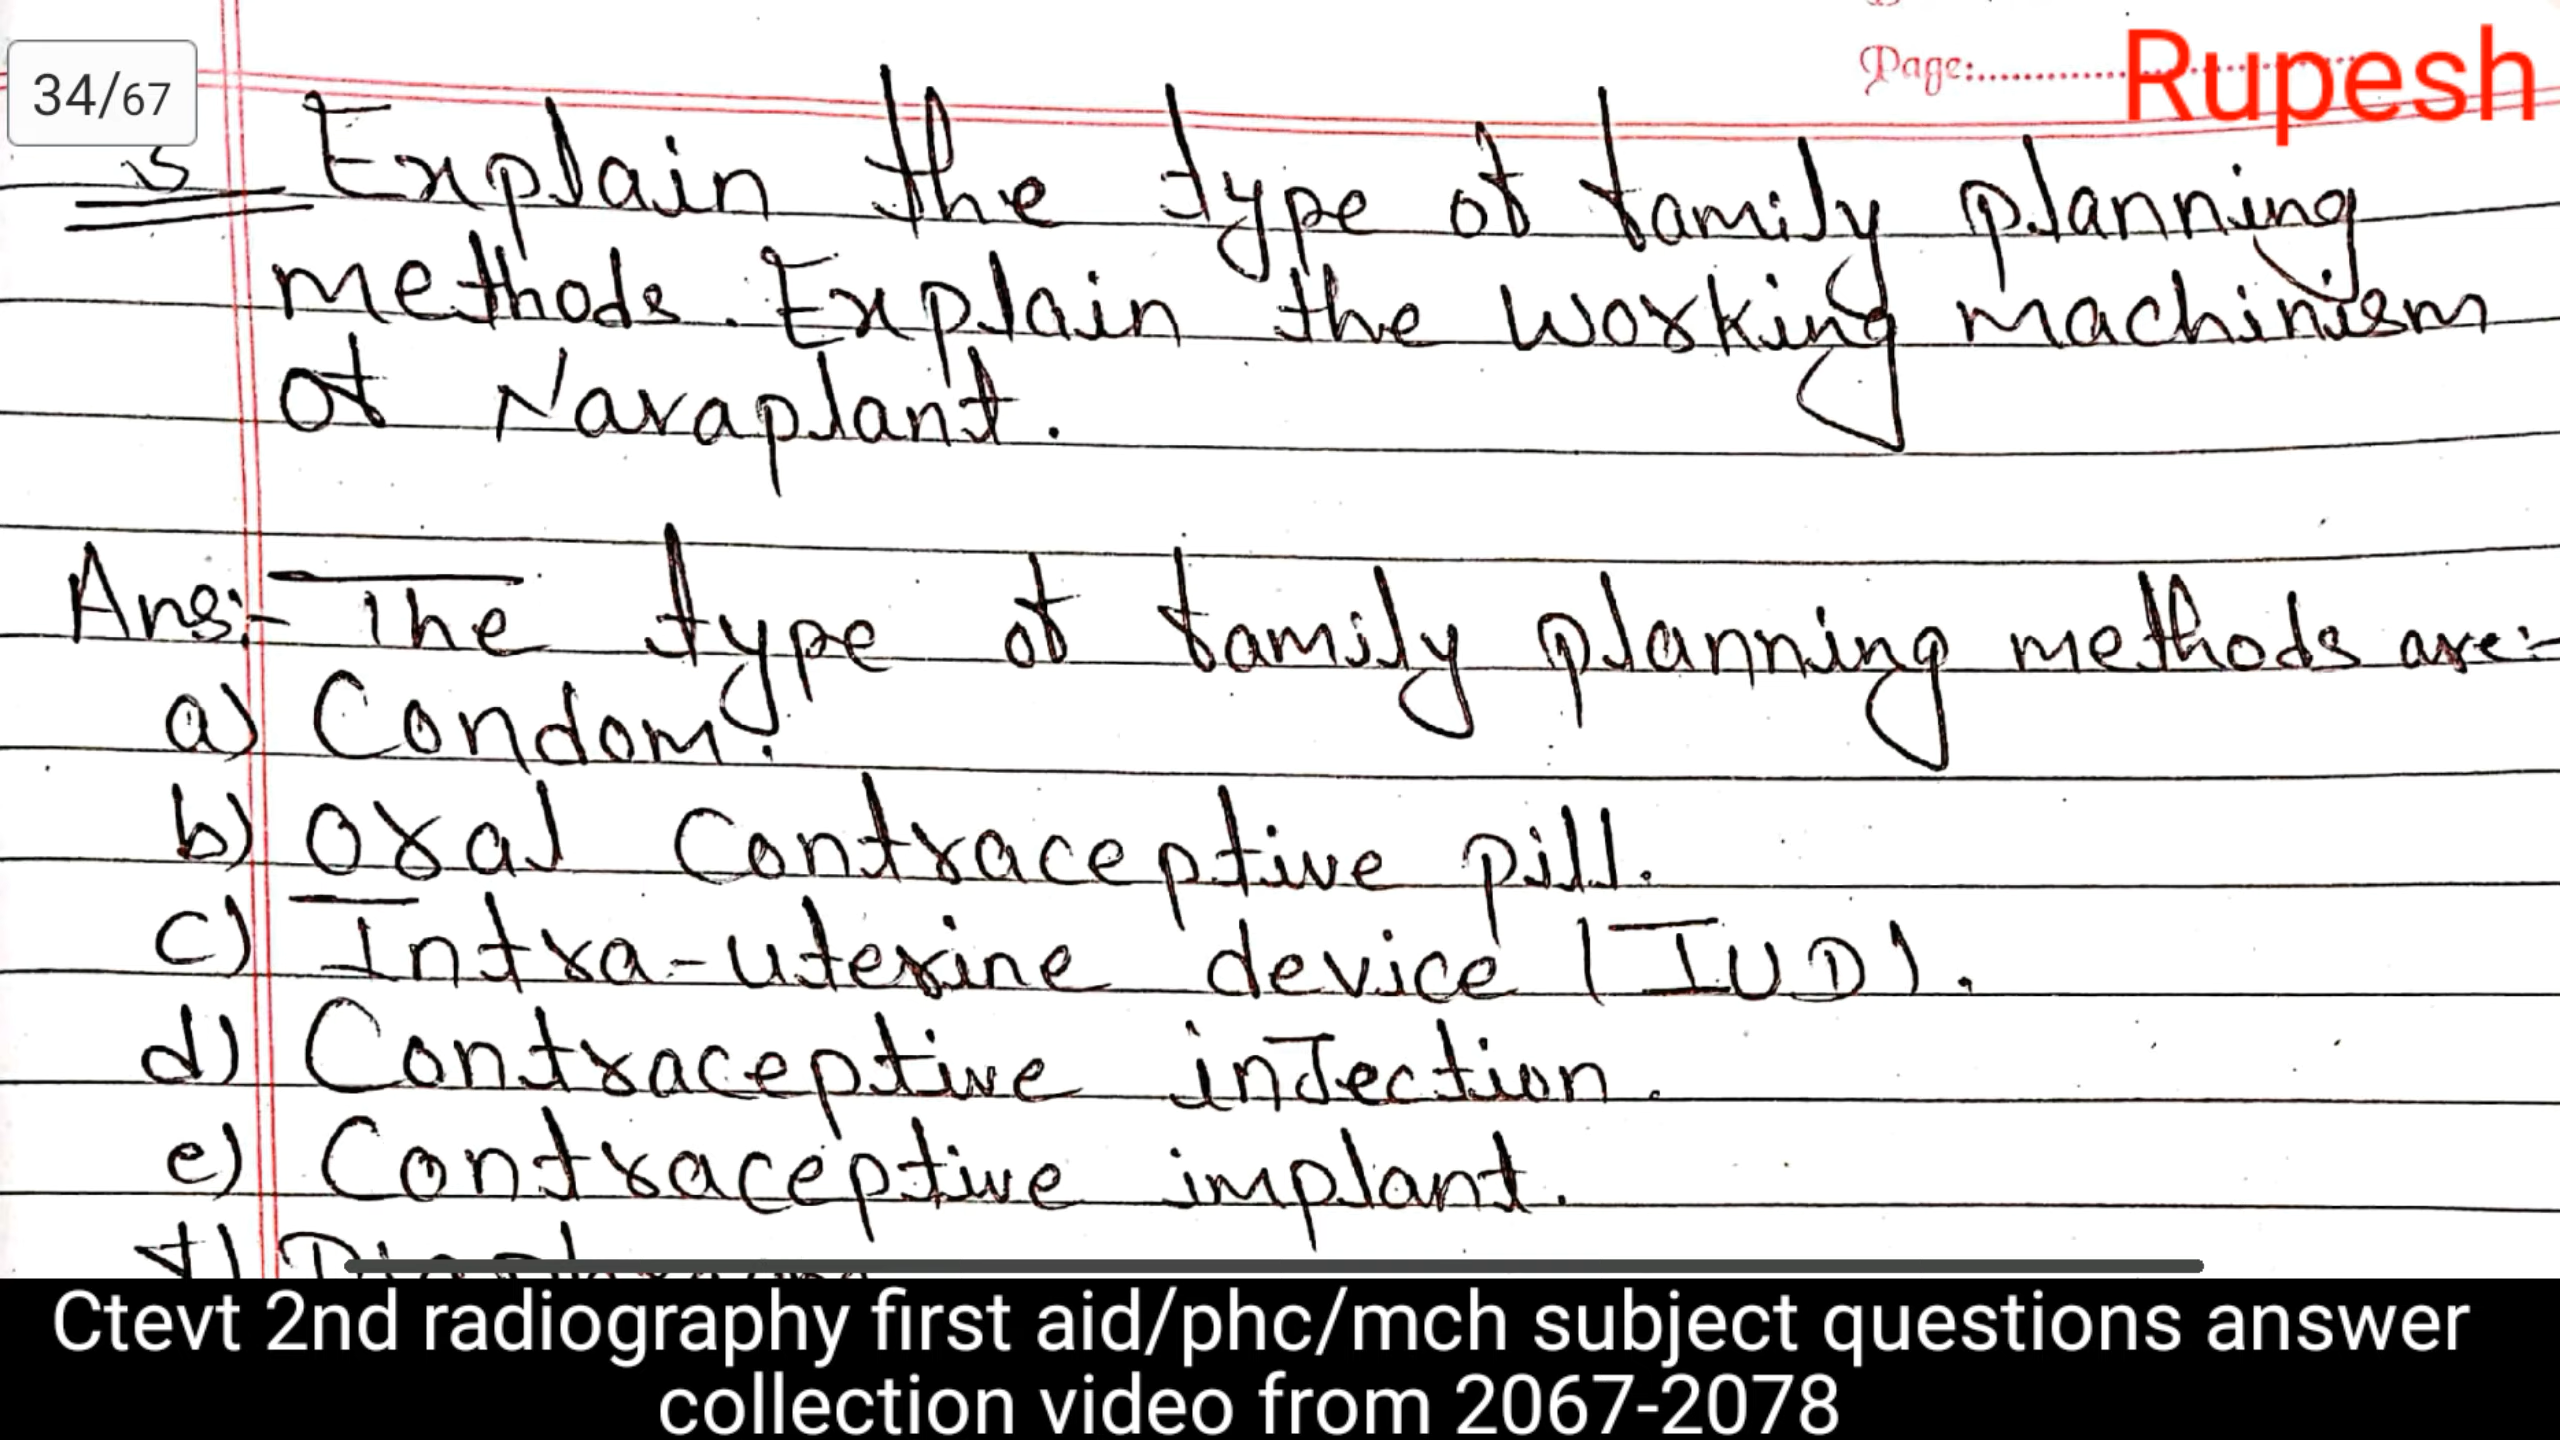 Page:
Rupesh
34/67
Explain the type of family planning
methods. Explain the working machinism
of Naraplant.
Ans:- The type of family planning methods are:-
a) Condom.
b) Oral contraceptive pill.
c) Intra-uterine device (IUD).
d) Contraceptive inJection.
e) Contraceptive implant.
f)
Ctevt 2nd radiography first aid/phc/mch subject questions answer
collection video from 2067-2078